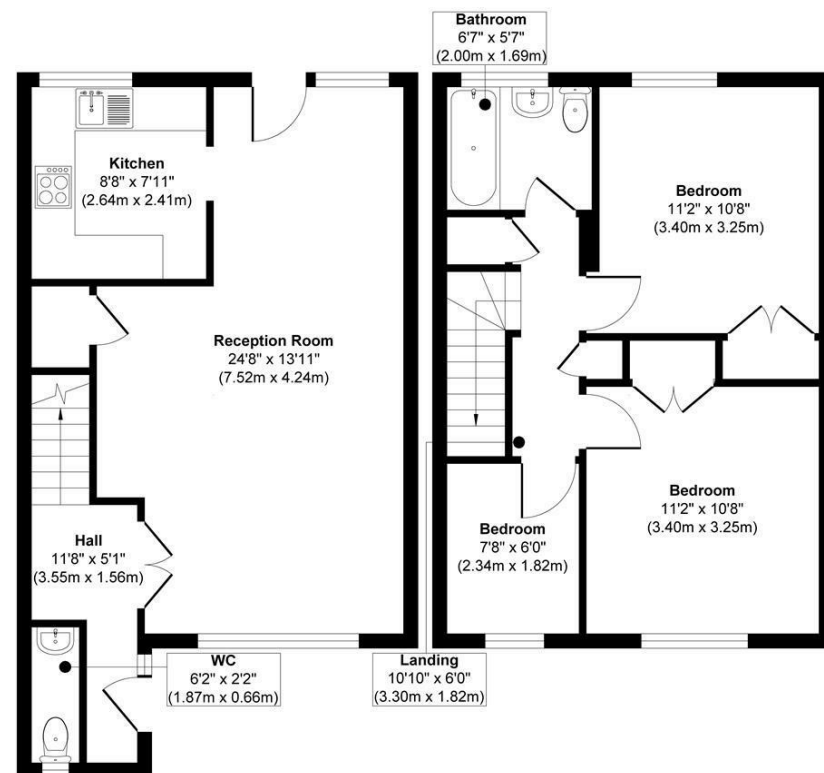 Bathroom
6'7" x 5'7"
(2.00m x 1.69m)
Kitchen
8'8" x 7'11"
(2.64m x 2.41m)
Bedroom
11'2" x 10'8"
(3.40m x 3.25m)
Reception Room
24'8" x 13'11"
(7.52m x 4.24m)
Hall
11'8" x 5'1"
(3.55m x 1.56m)
Bedroom
7'8" x 6'0"
(2.34m x 1.82m)
Bedroom
11'2" x 10'8"
(3.40m x 3.25m)
WC
6'2" x 2'2"
(1.87m x 0.66m)
Landing
10'10" x 6'0"
(3.30m x 1.82m)